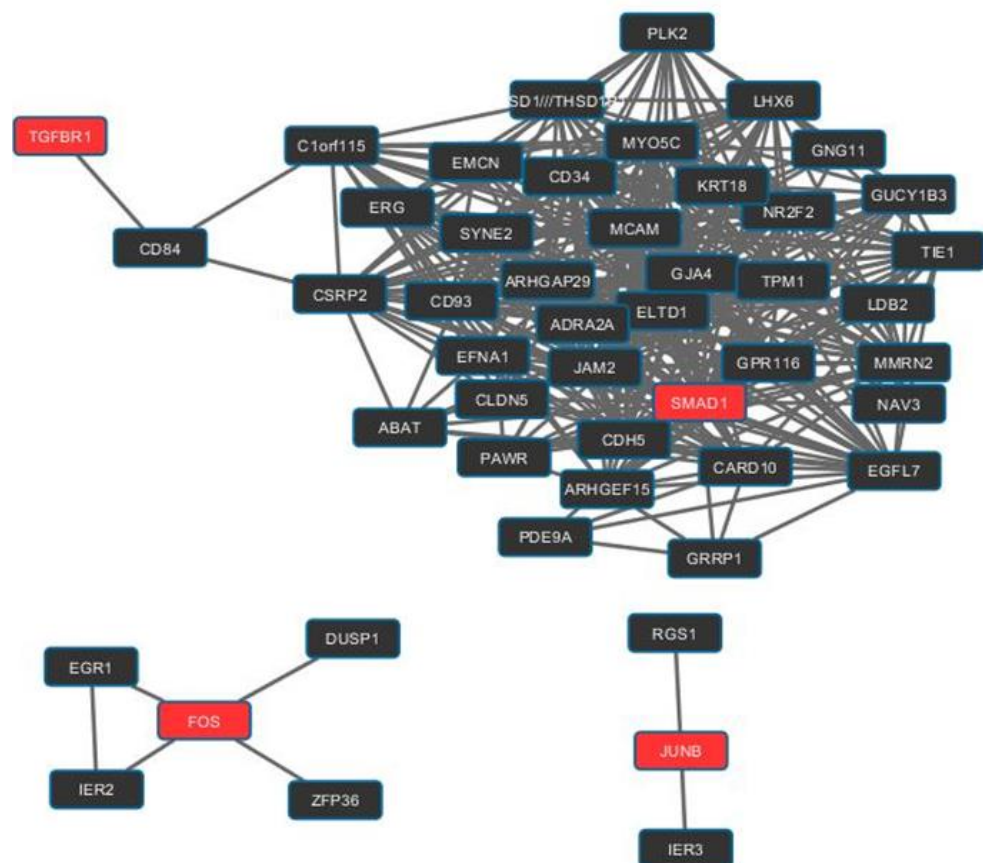 PLK2
SD1///THSD1P1
LHX6
TGFBR1
C1orf115
MYO5C
GNG11
EMCN
CD34
KRT18
GUCY1B3
ERG
NR2F2
SYNE2
MCAM
CD84
TIE1
GJA4
ARHGAP29
TPM1
CSRP2
CD93
LDB2
ELTD1
ADRA2A
EFNA1
JAM2
GPR116
MMRN2
CLDN5
SMAD1
NAV3
ABAT
CDH5
PAWR
CARD10
EGFL7
ARHGEF15
PDE9A
GRRP1
DUSP1
RGS1
EGR1
FOS
JUNB
IER2
ZFP36
IER3